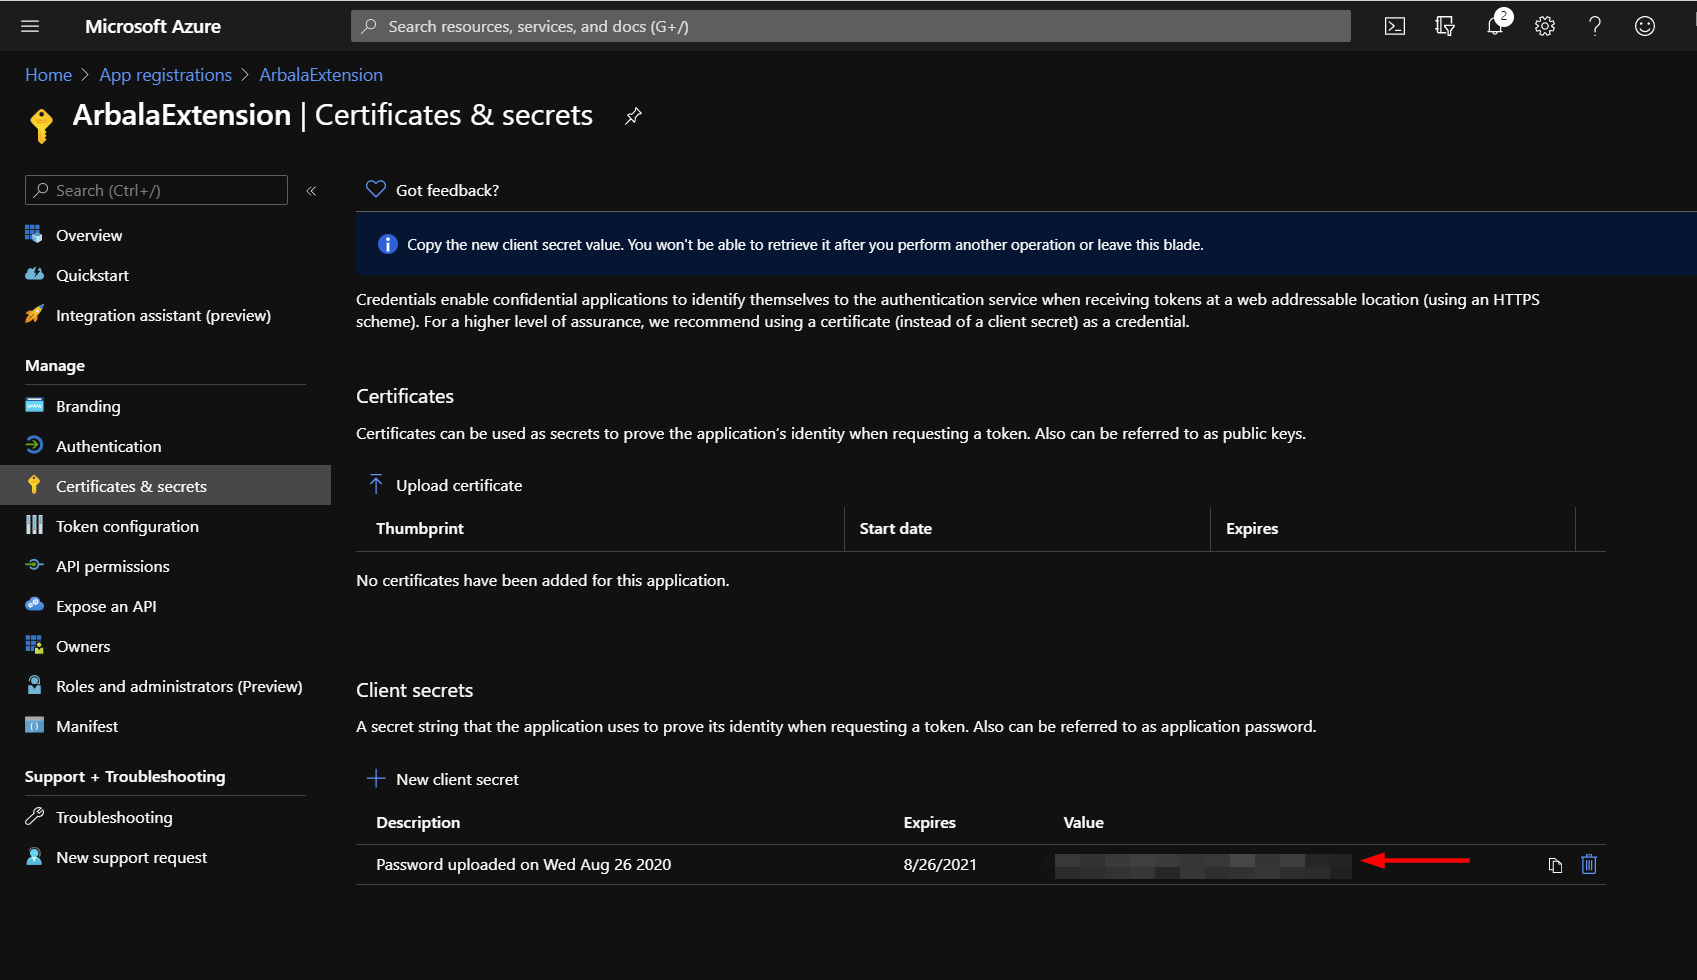 Microsoft Azure
Search resources, services, and docs (G+/)
2
Home > App registrations > ArbalaExtension
ArbalaExtension | Certificates & secrets
Search (Ctrl+/)
«
Overview
Quickstart
Integration assistant (preview)
Manage
Branding
Authentication
Certificates & secrets
Token configuration
API permissions
Expose an API
Owners
Roles and administrators (Preview)
Manifest
Support + Troubleshooting
Troubleshooting
New support request
Got feedback?
Copy the new client secret value. You won't be able to retrieve it after you perform another operation or leave this blade.
Credentials enable confidential applications to identify themselves to the authentication service when receiving tokens at a web addressable location (using an HTTPS
scheme). For a higher level of assurance, we recommend using a certificate (instead of a client secret) as a credential.
Certificates
Certificates can be used as secrets to prove the application's identity when requesting a token. Also can be referred to as public keys.
Upload certificate
Thumbprint Start date Expires
No certificates have been added for this application.
Client secrets
A secret string that the application uses to prove its identity when requesting a token. Also can be referred to as application password.
New client secret
Description Expires Value
Password uploaded on Wed Aug 26 2020 8/26/2021